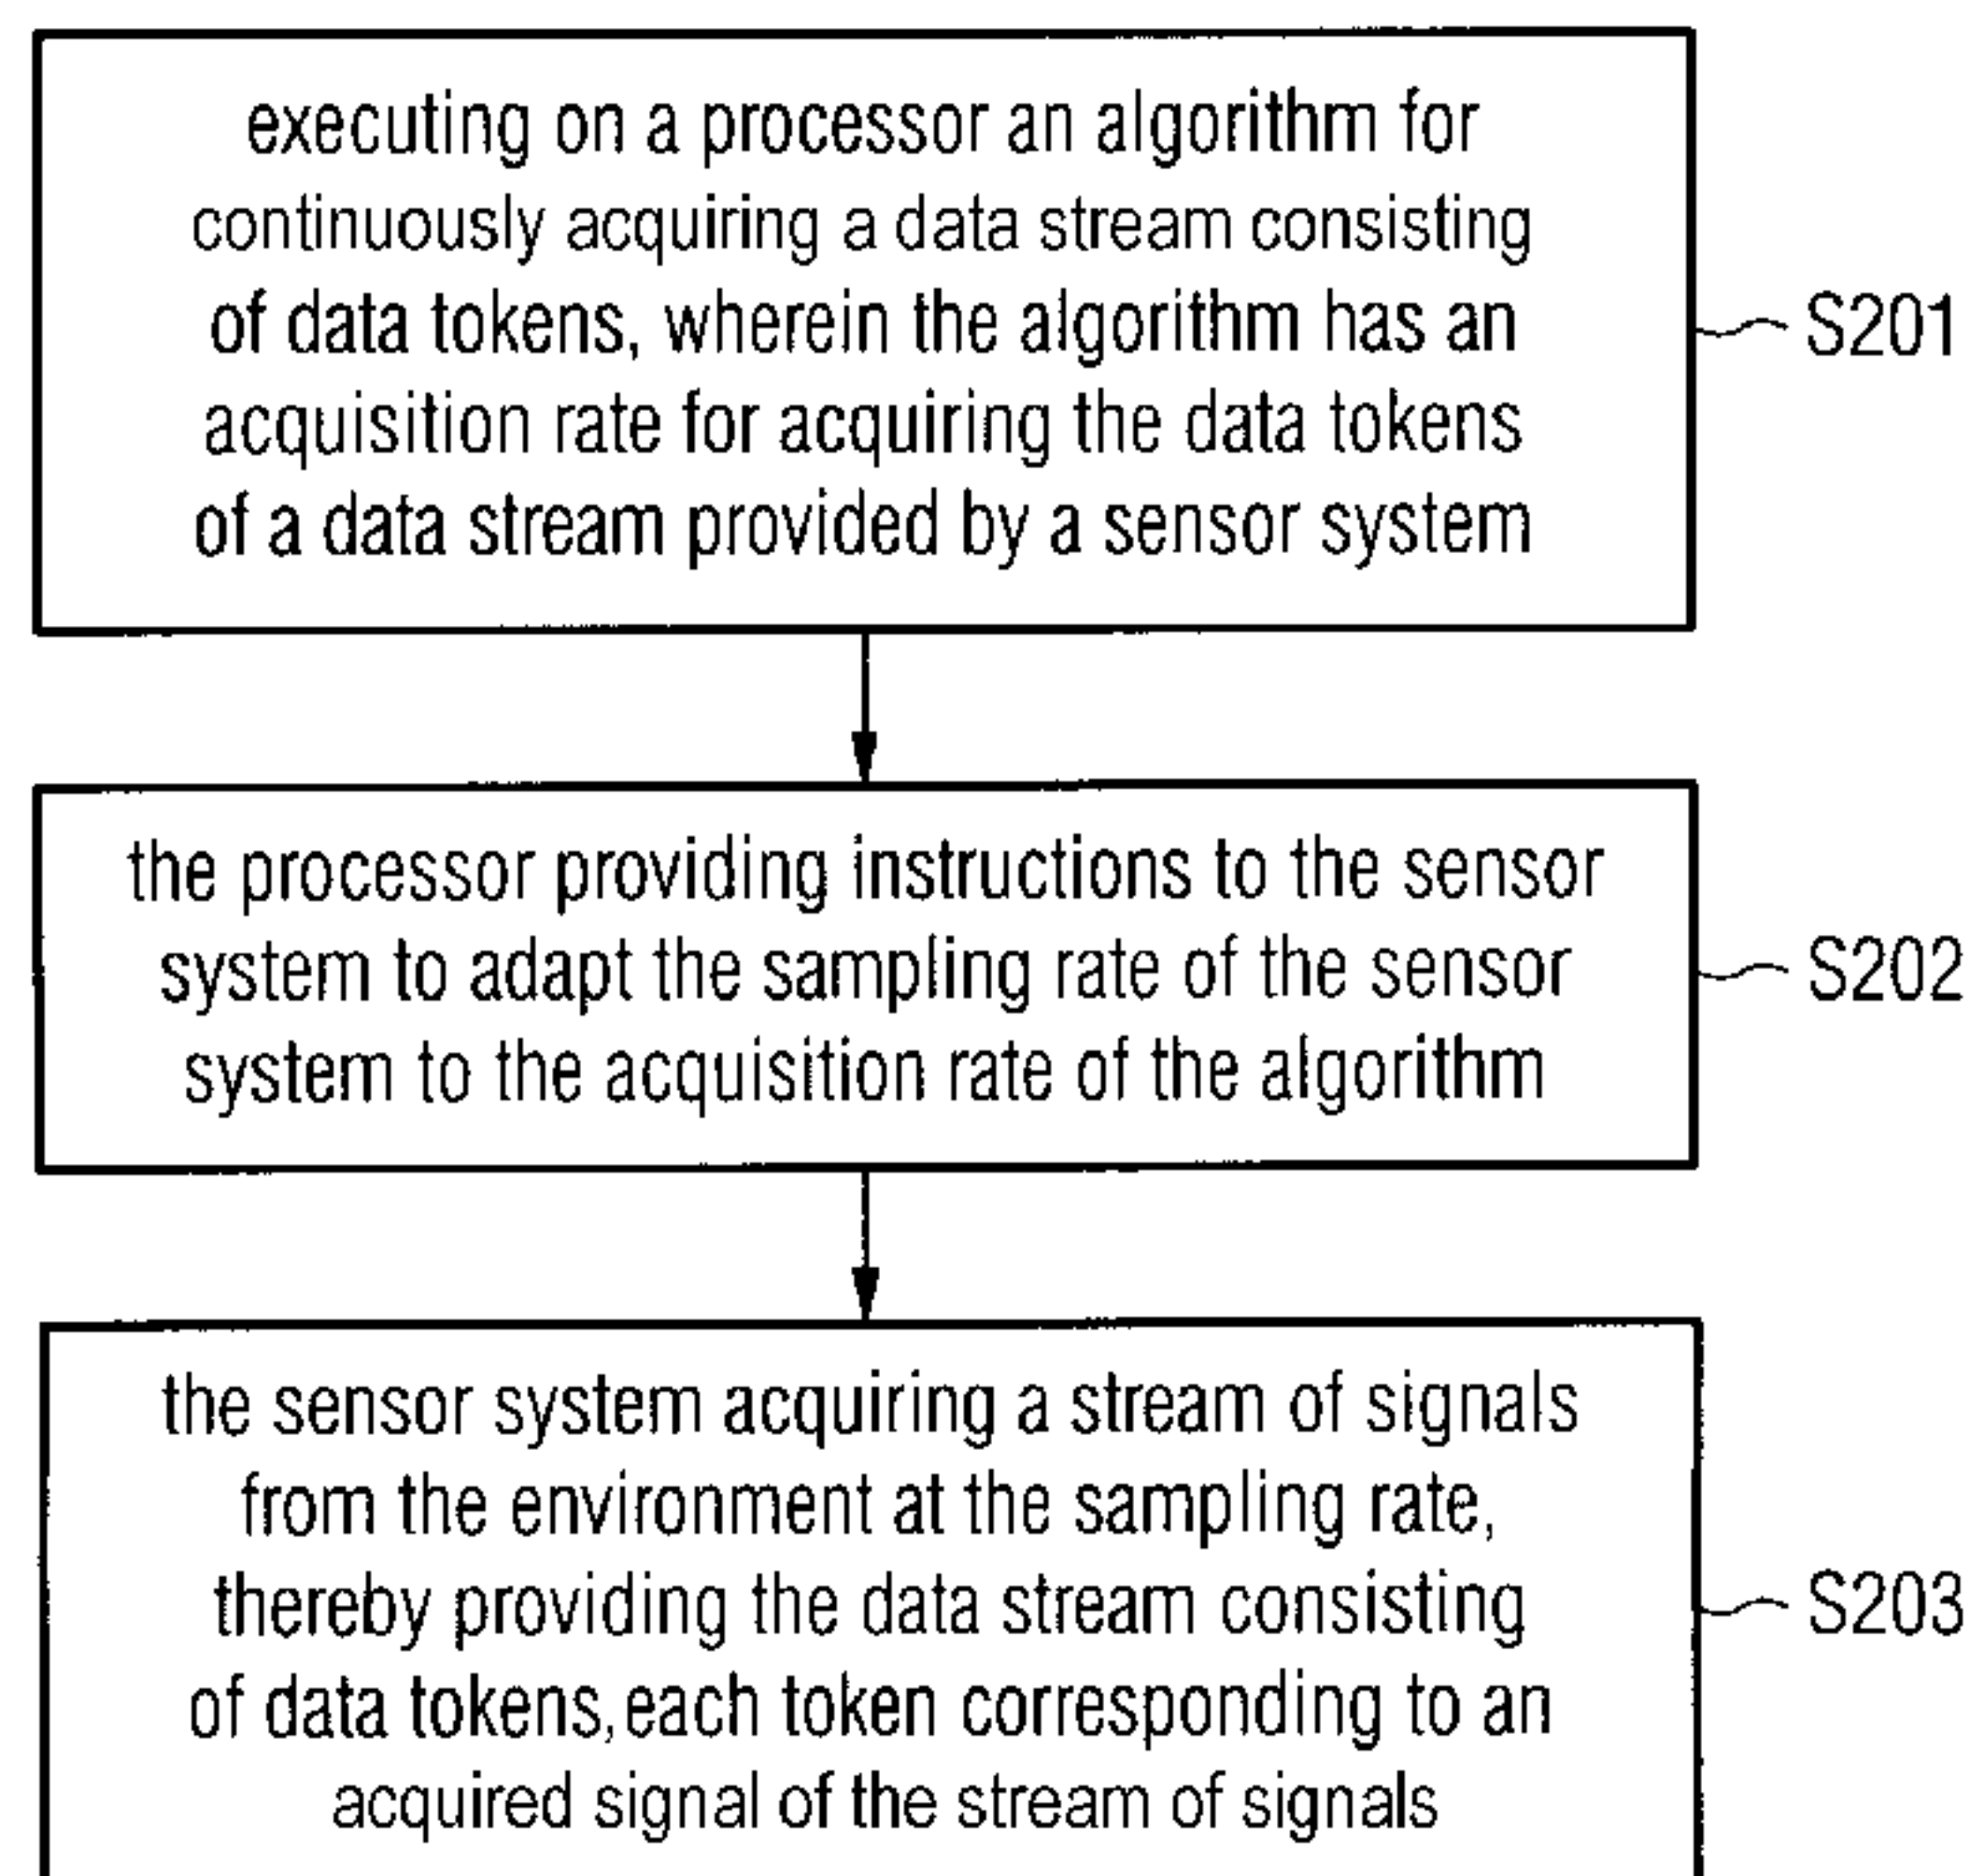 executing on a processor an algorithm for
continuously acquiring a data stream consisting
of data tokens, wherein the algorithm has an
acquisition rate for acquiring the data tokens
of a data stream provided by a sensor system
S201
the processor providing instructions to the sensor
system to adapt the sampling rate of the sensor
system to the acquisition rate of the algorithm
S202
the sensor system acquiring a stream of signals
from the environment at the sampling rate,
thereby providing the data stream consisting
of data tokens,each token corresponding to an
acquired signal of the stream of signals
S203